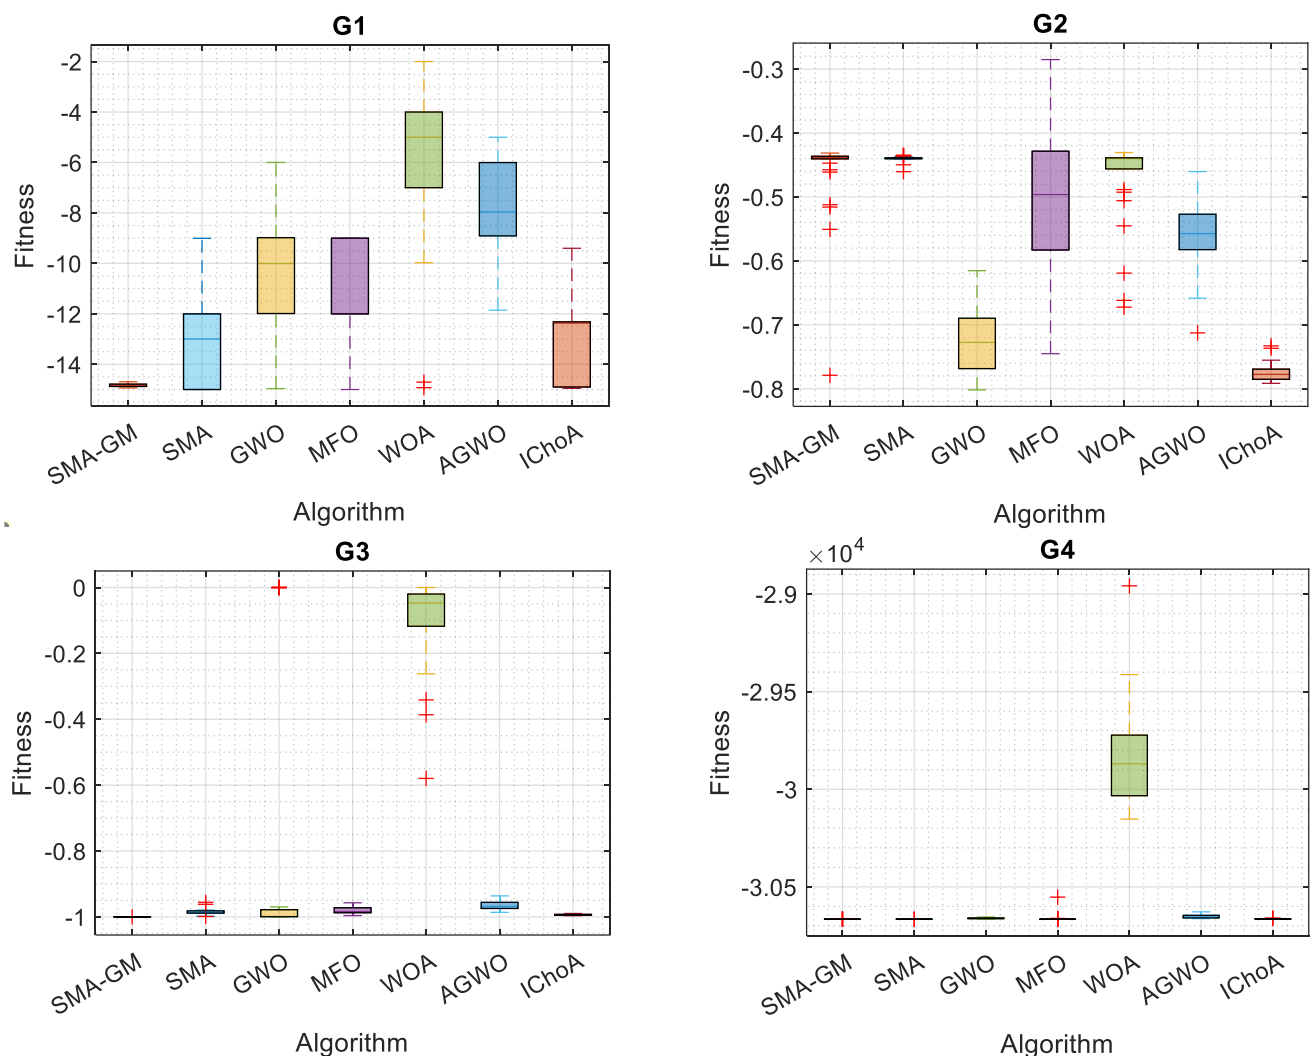 G1
-2
-4
-6
-8
-10
-12
-14
Fitness
SMA-GM
SMA
GWO
MFO
WOA
AGWO
IChoA
Algorithm
G2
-0.3
-0.4
-0.5
-0.6
-0.7
-0.8
Fitness
SMA-GM
SMA
GWO
MFO
WOA
AGWO
IChoA
Algorithm
G3
0
-0.2
-0.4
-0.6
-0.8
-1
Fitness
SMA-GM
SMA
GWO
MFO
WOA
AGWO
IChoA
Algorithm
×10⁴
G4
-2.9
-2.95
-3
-3.05
Fitness
SMA-GM
SMA
GWO
MFO
WOA
AGWO
IChoA
Algorithm